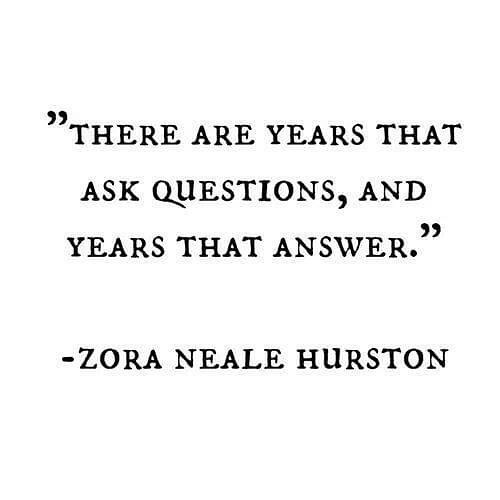 ”THERE ARE YEARS THAT
ASK QUESTIONS, AND
YEARS THAT ANSWER.”
-ZORA NEALE HURSTON